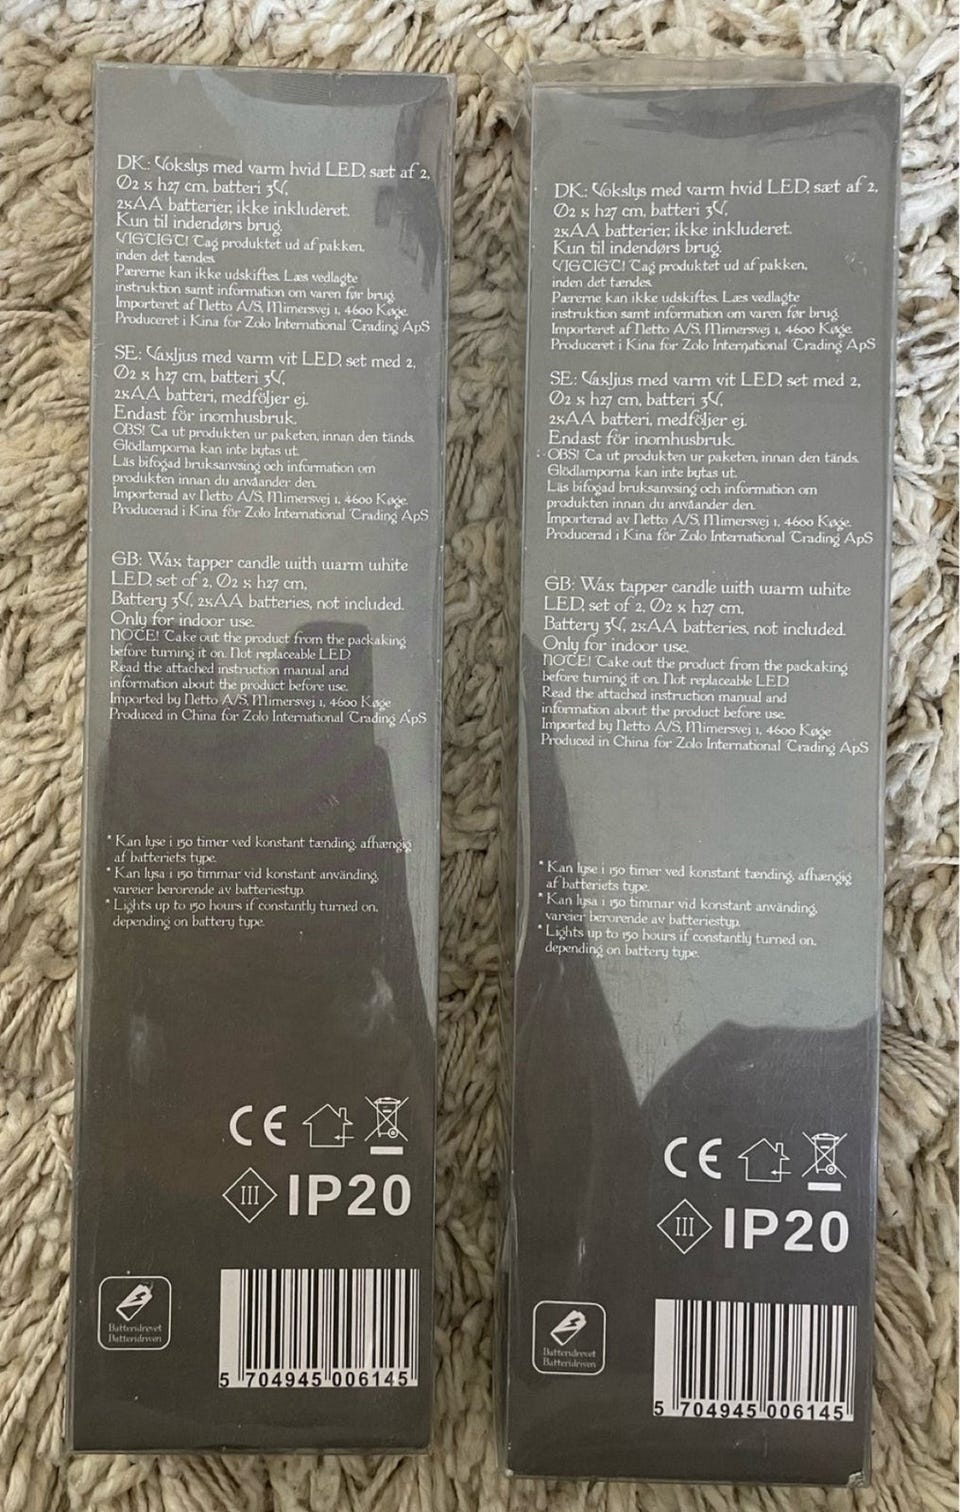 DK: Vokslys med varm hvid LED, sæt af 2,
Ø2 x h27 cm, batteri 3V,
2xAA batterier, ikke inkluderet.
Kun til indendørs brug.
VIGTIGT! Tag produktet ud af pakken,
inden det tændes.
Pærerne kan ikke udskiftes. Læs vedlagte
instruktion samt information om varen før brug.
Importeret af Netto A/S, Mimersvej 1, 4600 Køge.
Produceret i Kina for Zolo International Trading ApS
SE: Vaxljus med varm vit LED, set med 2,
Ø2 x h27 cm, batteri 3V,
2xAA batteri, medföljer ej.
Endast för inomhusbruk.
OBS! Ta ut produkten ur paketen, innan den tänds.
Glödlamporna kan inte bytas ut.
Läs bifogad bruksanvsing och information om
produkten innan du anväander den.
Importerad av Netto A/S, Mimersvej 1, 4600 Køge.
Producerad i Kina för Zolo International Trading ApS
GB: Wax tapper candle with warm white
LED, set of 2, Ø2 x h27 cm,
Battery 3V, 2xAA batteries, not included.
Only for indoor use.
NOTE! Take out the product from the packaking
before turning it on. Not replaceable LED
Read the attached instruction manual and
information about the product before use.
Imported by Netto A/S, Mimersvej 1, 4600 Køge
Produced in China for Zolo International Trading ApS
* Kan lyse i 150 timer ved konstant tænding, afhængig
af batteriets type.
* Kan lysa i 150 timmar vid konstant använding,
vareier berorende av batteriestyp.
* Lights up to 150 hours if constantly turned on,
depending on battery type.
CE
III IP20
Batteridrevet
Batteridriven
5 704945 006145
DK: Vokslys med varm hvid LED, sæt af 2,
Ø2 x h27 cm, batteri 3V,
2xAA batterier, ikke inkluderet.
Kun til indendørs brug.
VIGTIGT! Tag produktet ud af pakken,
inden det tændes.
Pærerne kan ikke udskiftes. Læs vedlagte
instruktion samt information om varen før brug.
Importeret af Netto A/S, Mimersvej 1, 4600 Køge.
Produceret i Kina for Zolo International Trading ApS
SE: Vaxljus med varm vit LED, set med 2,
Ø2 x h27 cm, batteri 3V,
2xAA batteri, medföljer ej.
Endast för inomhusbruk.
OBS! Ta ut produkten ur paketen, innan den tänds.
Glödlamporna kan inte bytas ut.
Läs bifogad bruksanvsing och information om
produkten innan du anväander den.
Importerad av Netto A/S, Mimersvej 1, 4600 Køge.
Producerad i Kina för Zolo International Trading ApS
GB: Wax tapper candle with warm white
LED, set of 2, Ø2 x h27 cm,
Battery 3V, 2xAA batteries, not included.
Only for indoor use.
NOTE! Take out the product from the packaking
before turning it on. Not replaceable LED
Read the attached instruction manual and
information about the product before use.
Imported by Netto A/S, Mimersvej 1, 4600 Køge
Produced in China for Zolo International Trading ApS
* Kan lyse i 150 timer ved konstant tænding, afhængig
af batteriets type.
* Kan lysa i 150 timmar vid konstant använding,
vareier berorende av batteriestyp.
* Lights up to 150 hours if constantly turned on,
depending on battery type.
CE
III IP20
Batteridrevet
Batteridriven
5 704945 006145